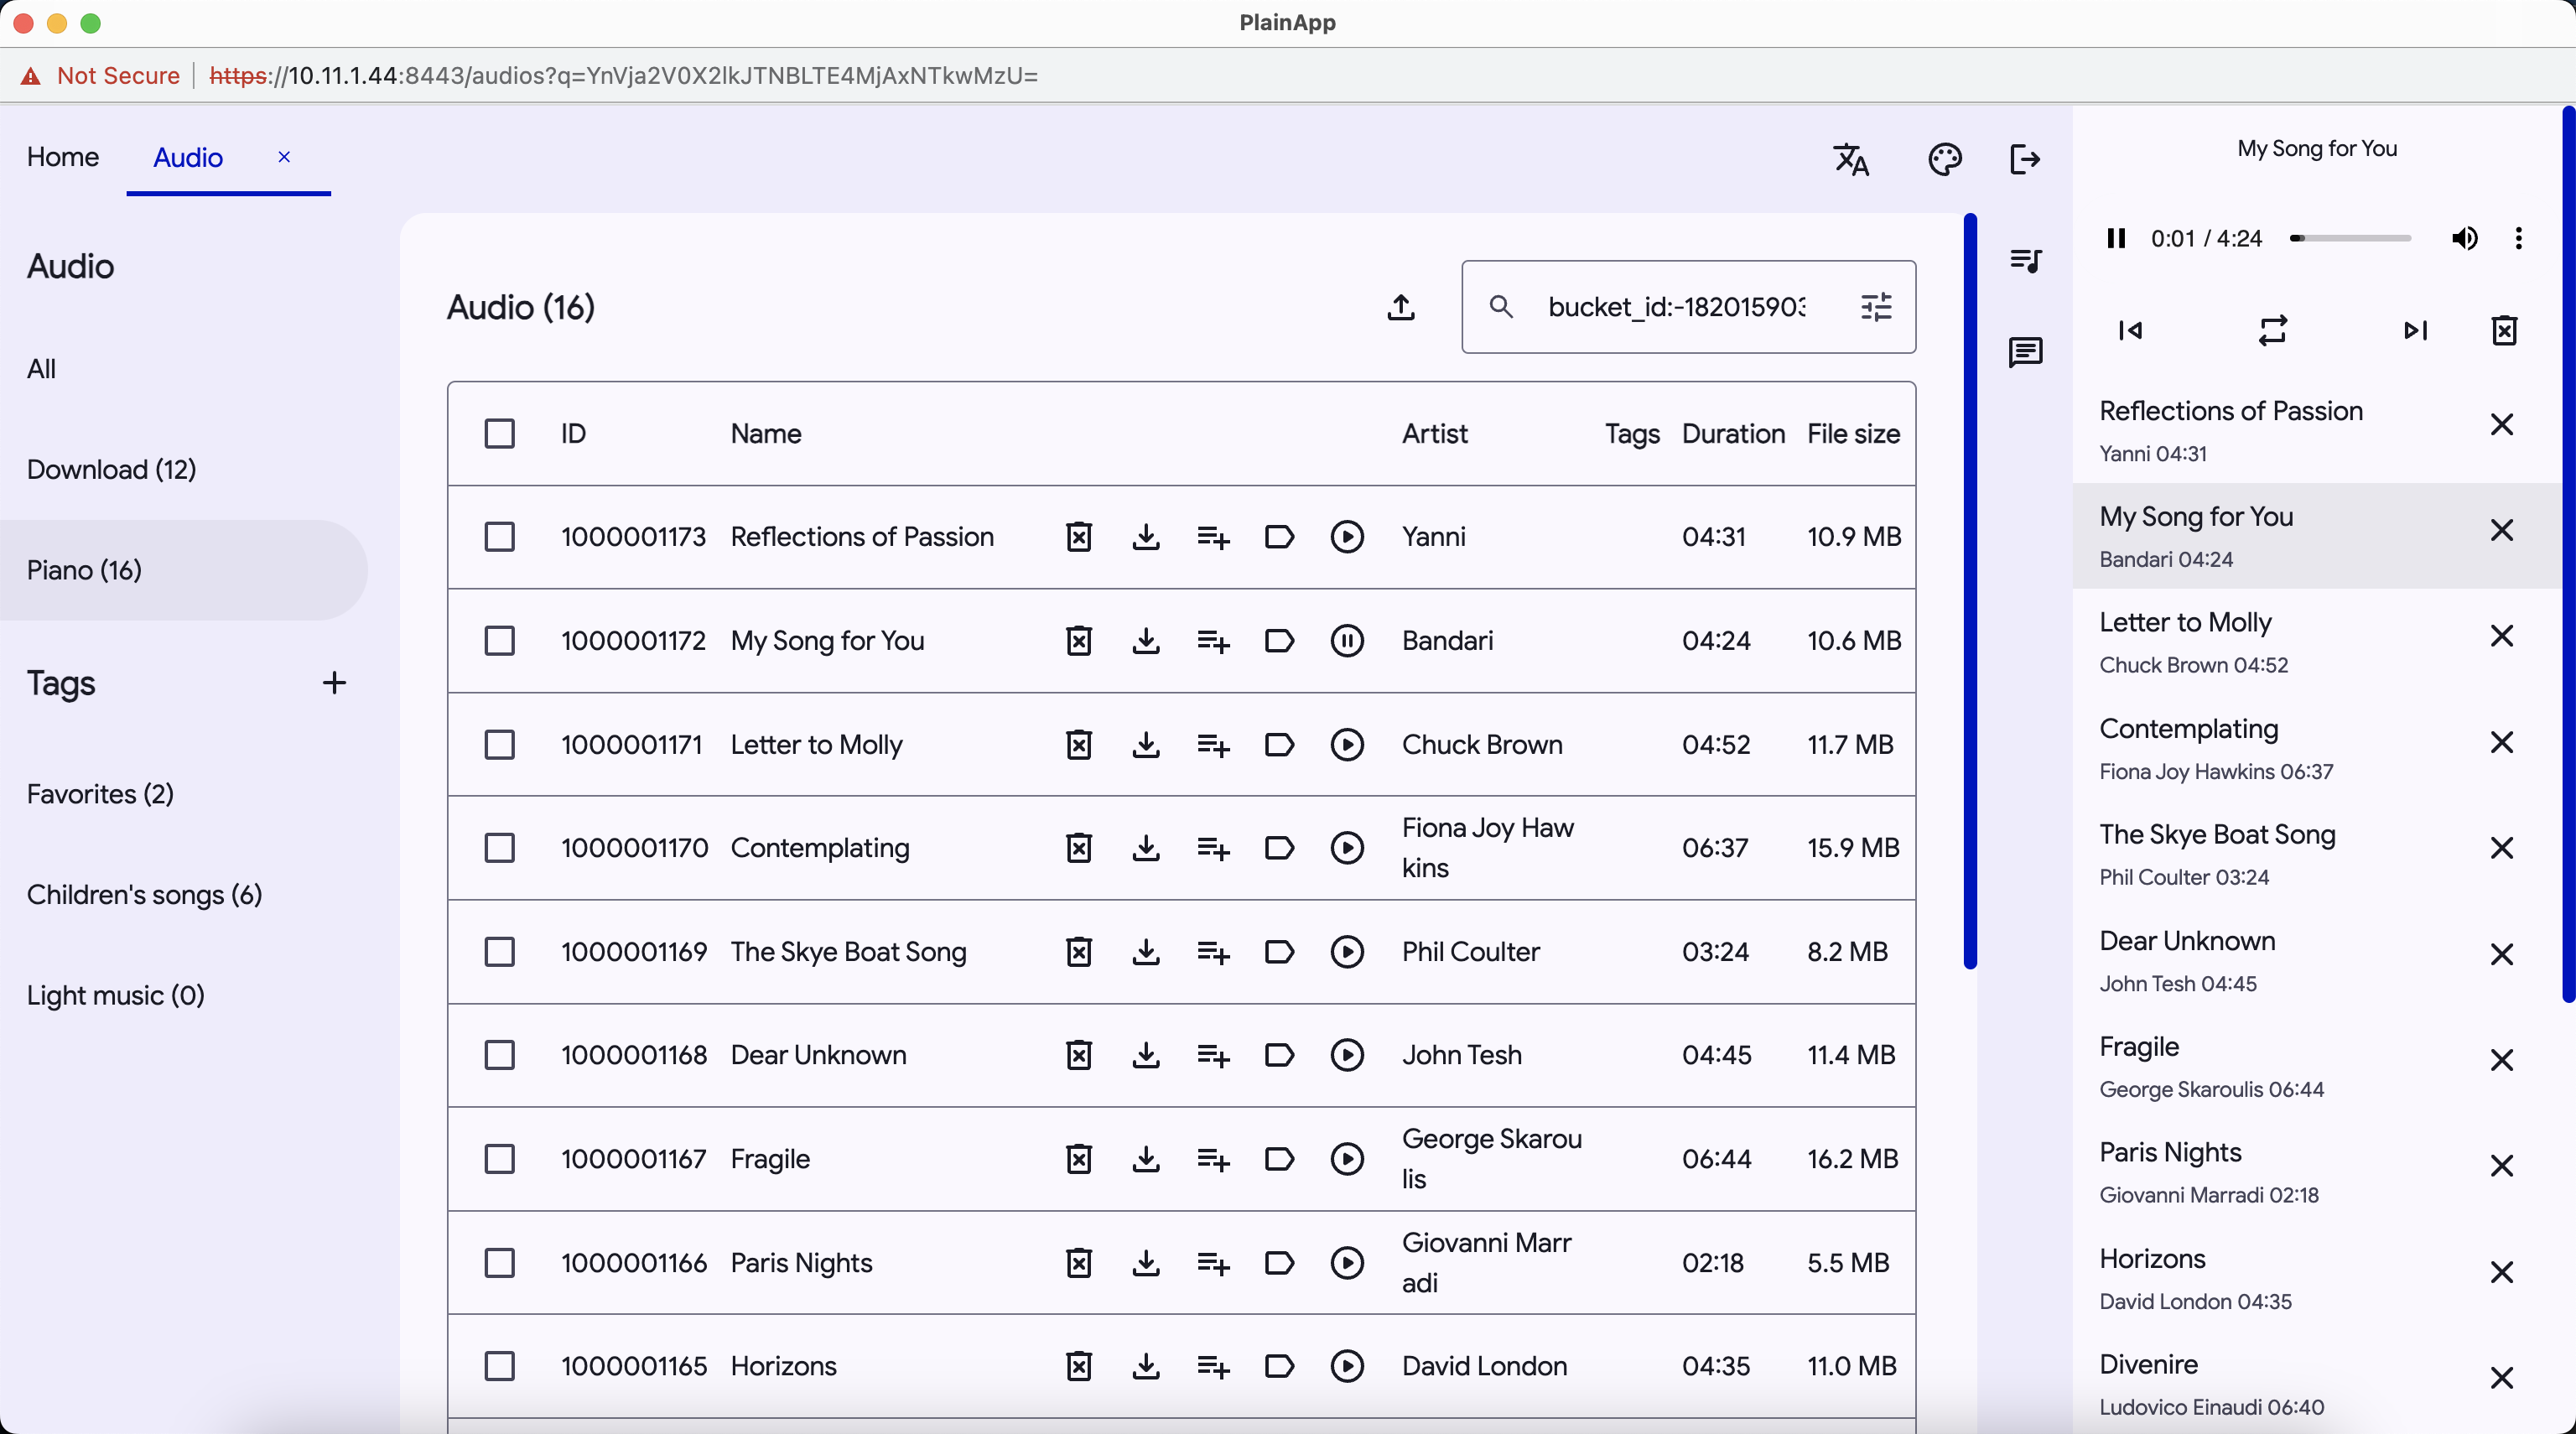 PlainApp
Not Secure
https://10.11.1.44:8443/audios?q=YnVja2V0X2lkJTNBLTE4MjAxNTkwMzU=
Home
Audio
Audio
All
Download (12)
Piano (16)
Tags
Favorites (2)
Children's songs (6)
Light music (0)
Audio (16)
bucket_id:-182015903
ID Name Artist Tags Duration File size
1000001173 Reflections of Passion Yanni 04:31 10.9 MB
1000001172 My Song for You Bandari 04:24 10.6 MB
1000001171 Letter to Molly Chuck Brown 04:52 11.7 MB
1000001170 Contemplating Fiona Joy Haw
kins 06:37 15.9 MB
1000001169 The Skye Boat Song Phil Coulter 03:24 8.2 MB
1000001168 Dear Unknown John Tesh 04:45 11.4 MB
1000001167 Fragile George Skarou
lis 06:44 16.2 MB
1000001166 Paris Nights Giovanni Marr
adi 02:18 5.5 MB
1000001165 Horizons David London 04:35 11.0 MB
My Song for You
0:01 / 4:24
Reflections of Passion
Yanni 04:31
My Song for You
Bandari 04:24
Letter to Molly
Chuck Brown 04:52
Contemplating
Fiona Joy Hawkins 06:37
The Skye Boat Song
Phil Coulter 03:24
Dear Unknown
John Tesh 04:45
Fragile
George Skaroulis 06:44
Paris Nights
Giovanni Marradi 02:18
Horizons
David London 04:35
Divenire
Ludovico Einaudi 06:40